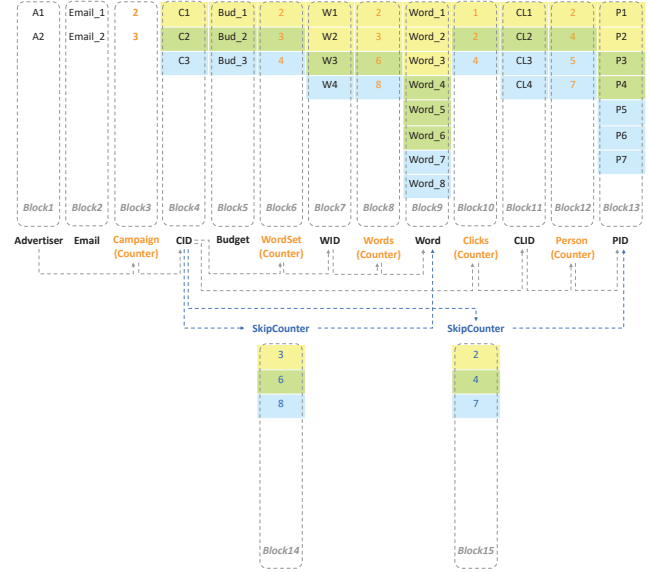 A1 Email_1 2 C1 Bud_1 2 W1 2 Word_1 1 CL1 2 P1
A2 Email_2 3 C2 Bud_2 3 W2 3 Word_2 2 CL2 4 P2
C3 Bud_3 4 W3 6 Word_3 4 CL3 5 P3
W4 8 Word_4 CL4 7 P4
Word_5 P5
Word_6 P6
Word_7 P7
Word_8
Block1 Block2 Block3 Block4 Block5 Block6 Block7 Block8 Block9 Block10 Block11 Block12 Block13
Advertiser Email Campaign CID Budget WordSet WID Words Word Clicks CLID Person PID
(Counter) (Counter) (Counter) (Counter) (Counter)
SkipCounter SkipCounter
3 2
6 4
8 7
Block14 Block15